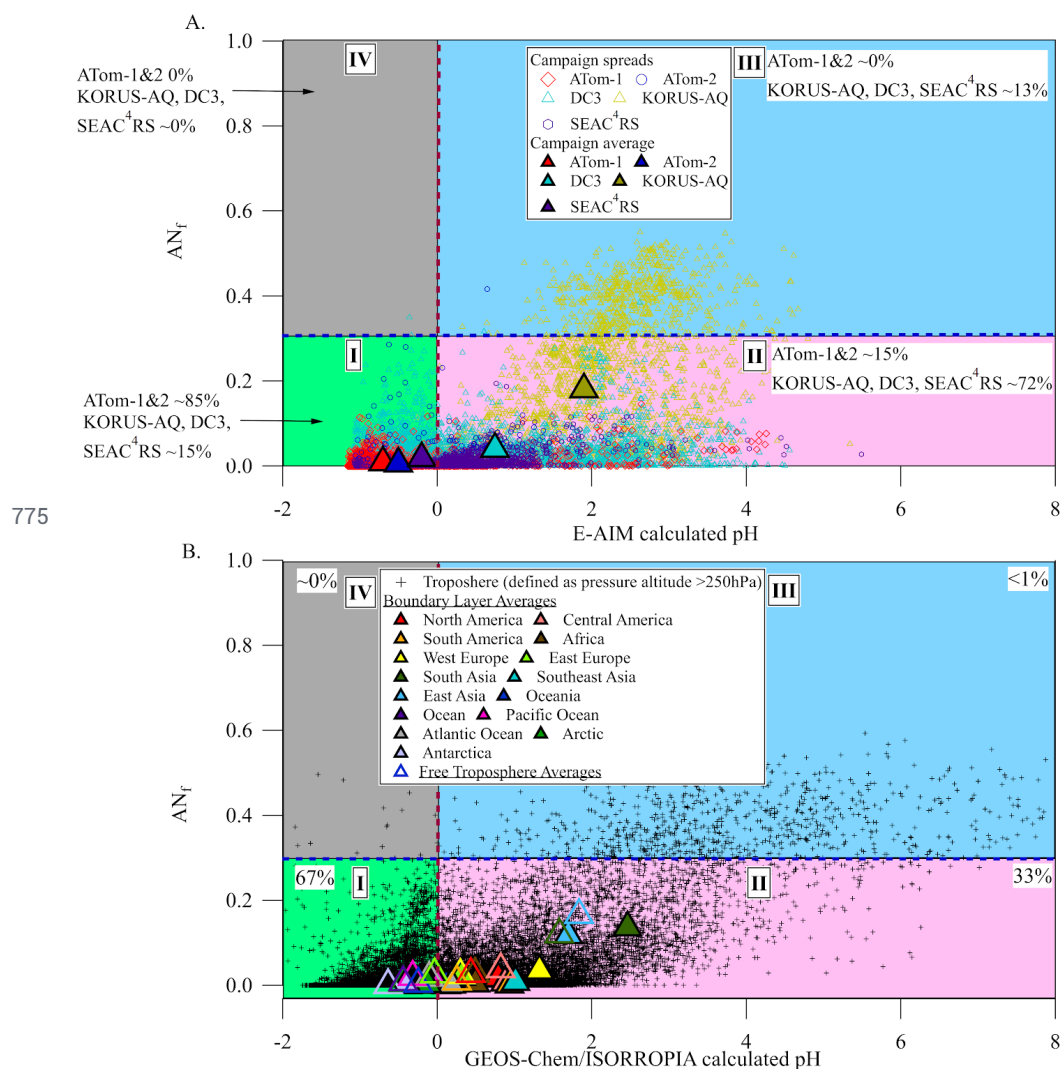 A.
1.0
0.8
0.6
0.4
0.2
0.0
AN_f
IV
III
I
II
ATom-1&2 0%
KORUS-AQ, DC3,
SEAC⁴RS ~0%
ATom-1&2 ~0%
KORUS-AQ, DC3, SEAC⁴RS ~13%
Campaign spreads
ATom-1 ATom-2
DC3 KORUS-AQ
SEAC⁴RS
Campaign average
ATom-1 ATom-2
DC3 KORUS-AQ
SEAC⁴RS
ATom-1&2 ~85%
KORUS-AQ, DC3,
SEAC⁴RS ~15%
ATom-1&2 ~15%
KORUS-AQ, DC3, SEAC⁴RS ~72%
-2 0 2 4 6 8
E-AIM calculated pH
775
B.
1.0
0.8
0.6
0.4
0.2
0.0
AN_f
~0%
IV
III
<1%
Troposhere (defined as pressure altitude >250hPa)
Boundary Layer Averages
North America Central America
South America Africa
West Europe East Europe
South Asia Southeast Asia
East Asia Oceania
Ocean Pacific Ocean
Atlantic Ocean Arctic
Antarctica
Free Troposphere Averages
67%
I
II
33%
-2 0 2 4 6 8
GEOS-Chem/ISORROPIA calculated pH